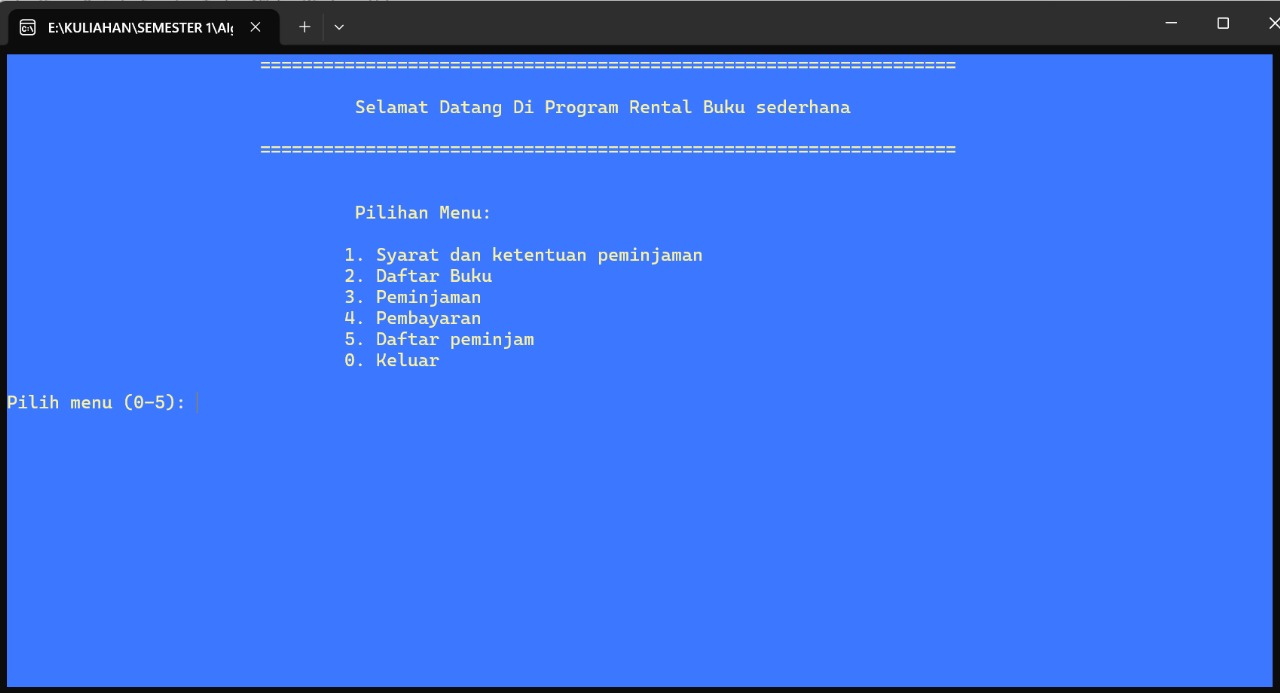 E:\KULIAHAN\SEMESTER 1\Alg
==================================================================
Selamat Datang Di Program Rental Buku sederhana
==================================================================
Pilihan Menu:
1. Syarat dan ketentuan peminjaman
2. Daftar Buku
3. Peminjaman
4. Pembayaran
5. Daftar peminjam
0. Keluar
Pilih menu (0-5):